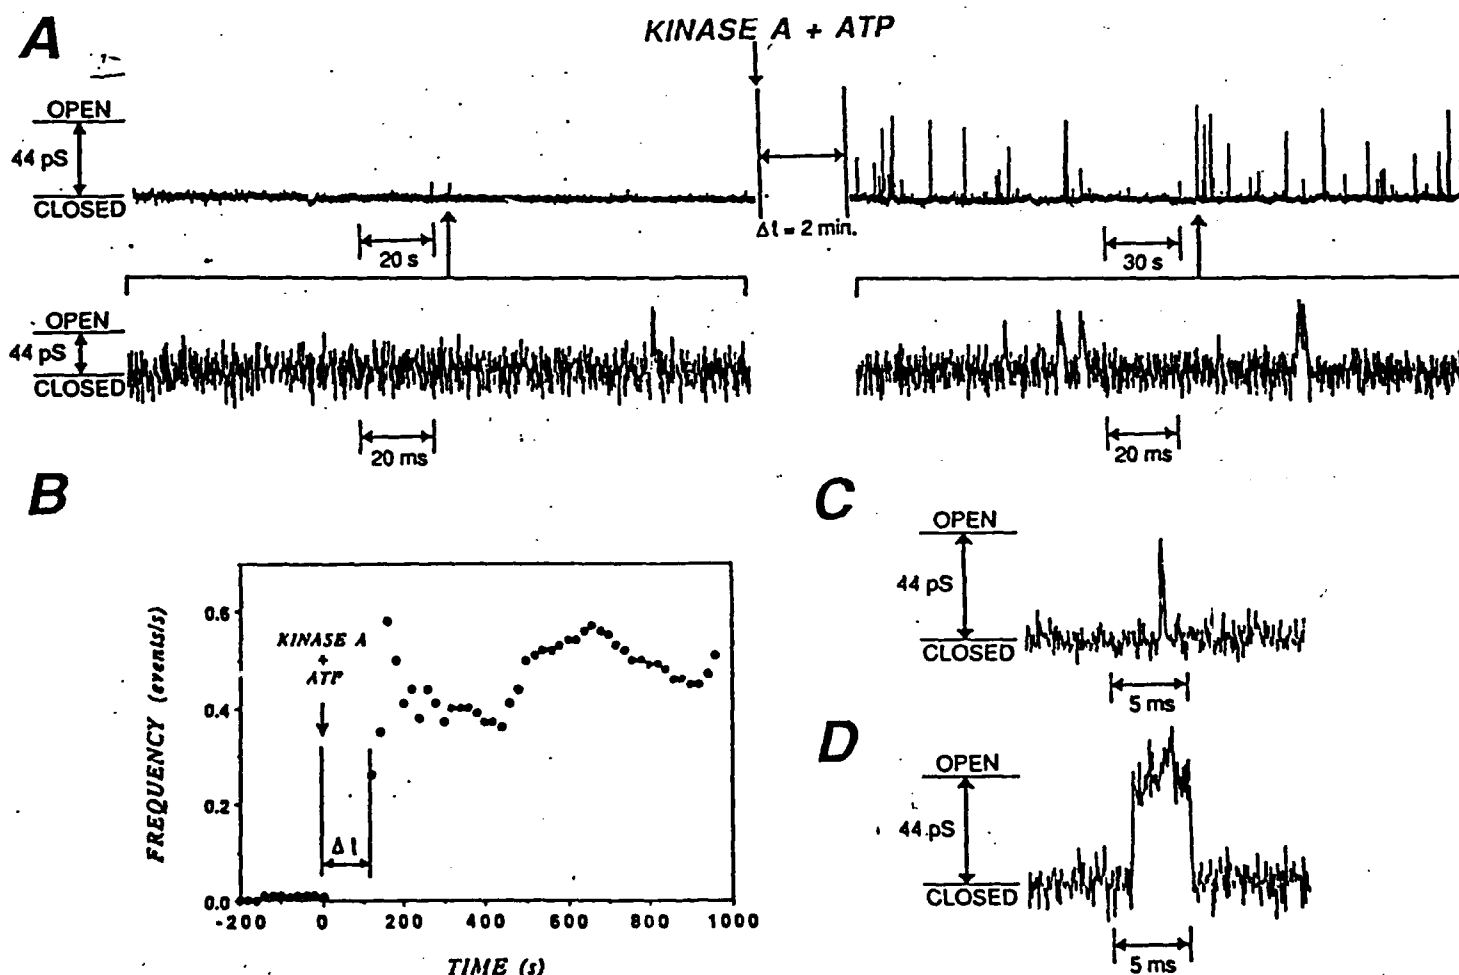 A
KINASE A + ATP
OPEN
44 pS
CLOSED
Δt = 2 min.
20 s
30 s
OPEN
44 pS
CLOSED
20 ms
20 ms
B
FREQUENCY (events/s)
0.6
0.4
0.2
0.0
KINASE A
+
ATP
Δt
-200
0
200
400
600
800
1000
TIME (s)
C
OPEN
44 pS
CLOSED
5 ms
D
OPEN
44 pS
CLOSED
5 ms